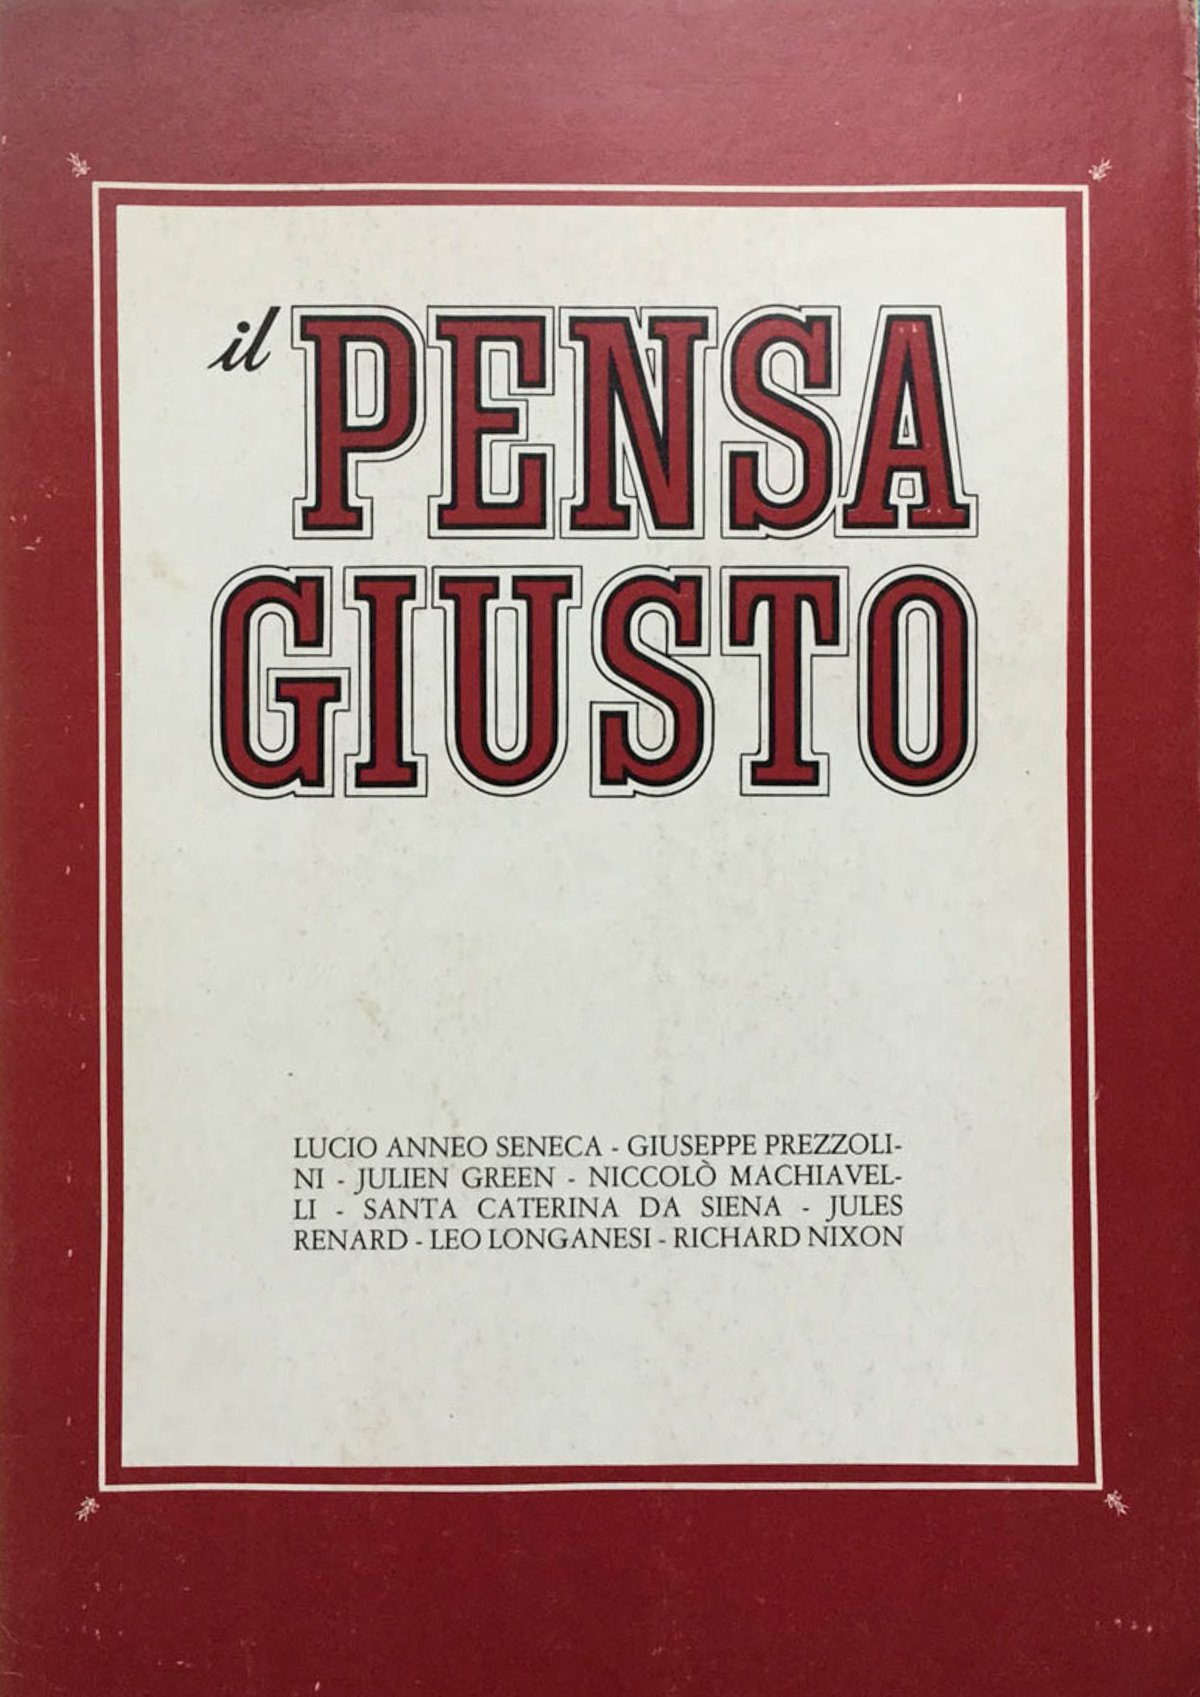 il PENSA
GIUSTO
LUCIO ANNEO SENECA - GIUSEPPE PREZZOLI-
NI - JULIEN GREEN - NICCOLÒ MACHIAVEL-
LI - SANTA CATERINA DA SIENA - JULES
RENARD - LEO LONGANESI - RICHARD NIXON